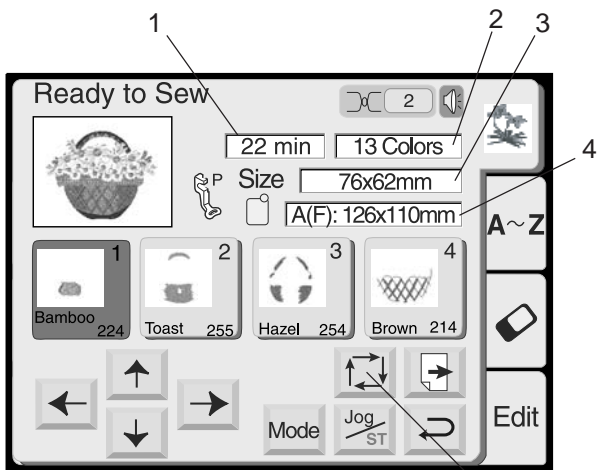 1
2
3
Ready to Sew
2
22 min
13 Colors
4
P
Size
76x62mm
A(F): 126x110mm
A~Z
1
2
3
4
Bamboo
224
Toast
255
Hazel
254
Brown
214
Mode
Jog
ST
Edit